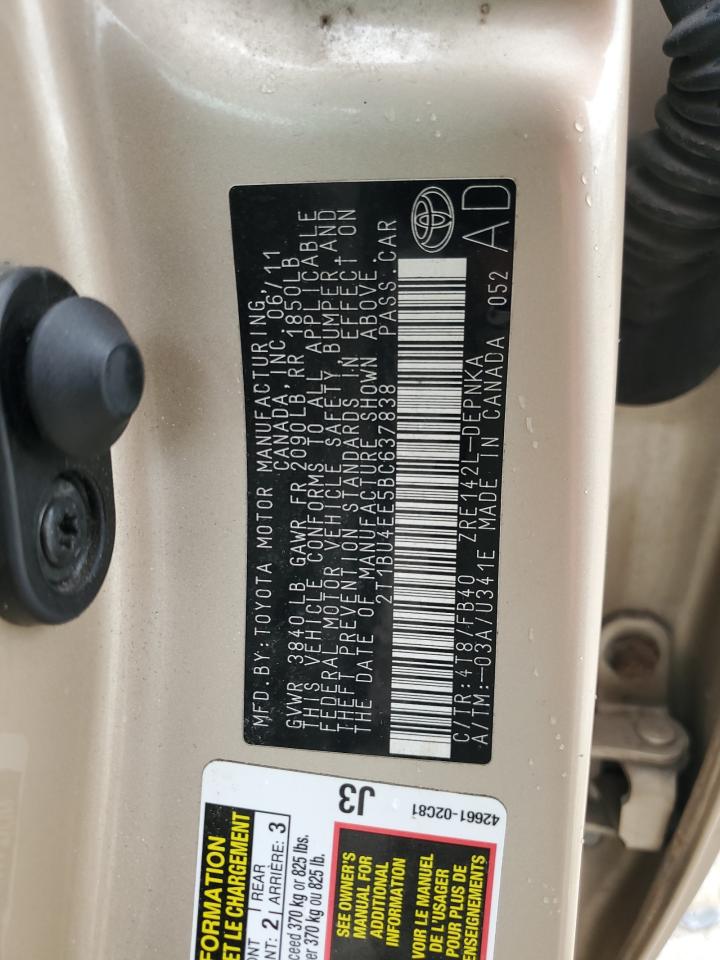 MFD.BY:TOYOTA MOTOR MANUFACTURING,
CANADA,INC.06/11
GVWR 3840LB GAWR FR 2090LB,RR 1850LB
THIS VEHICLE CONFORMS TO ALL APPLICABLE
FEDERAL MOTOR VEHICLE SAFETY, BUMPER,AND
THEFT PREVENTION STANDARDS IN EFFECT ON
THE DATE OF MANUFACTURE SHOWN ABOVE.
2T1BU4EE5BC637838 PASS.CAR
C/TR:4T8/FB40 ZRE142L-DEPNKA
A/TM:-03A/U341E MADE IN CANADA 052
AD
ET LE CHARGEMENT
2
REAR
ARRIÈRE: 3
370 kg or 825 lbs.
370 kg ou 825 lb.
J3
42661-02C81
SEE OWNER'S
MANUAL FOR
ADDITIONAL
INFORMATION
VOIR LE MANUEL
DE L'USAGER
POUR PLUS DE